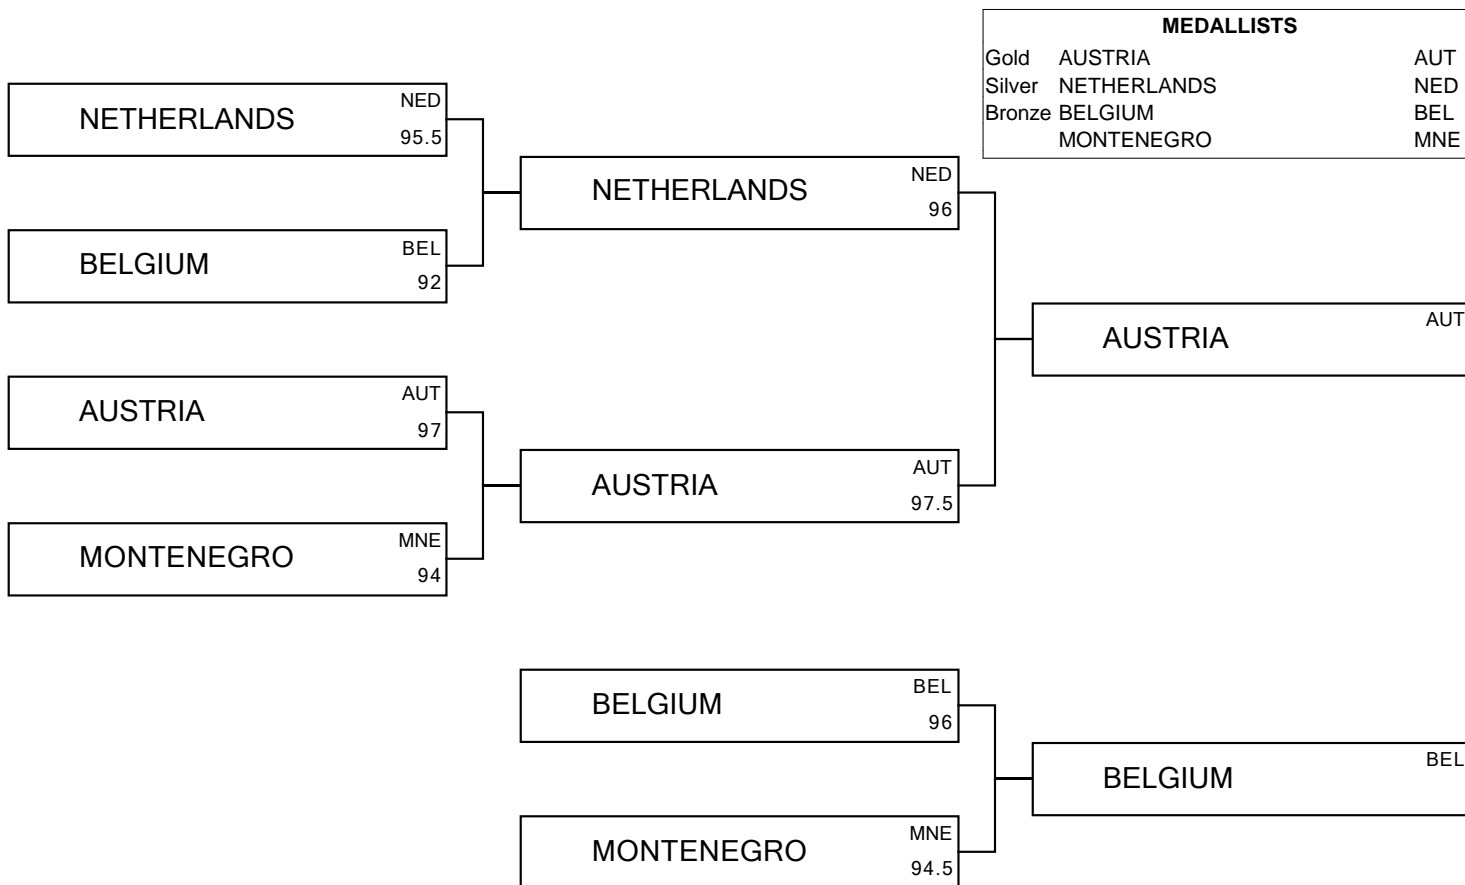 MEDALLISTS
Gold AUSTRIA AUT
Silver NETHERLANDS NED
Bronze BELGIUM BEL
MONTENEGRO MNE
NETHERLANDS NED
95.5
BELGIUM BEL
92
AUSTRIA AUT
97
MONTENEGRO MNE
94
NETHERLANDS NED
96
AUSTRIA AUT
97.5
AUSTRIA AUT
BELGIUM BEL
96
MONTENEGRO MNE
94.5
BELGIUM BEL